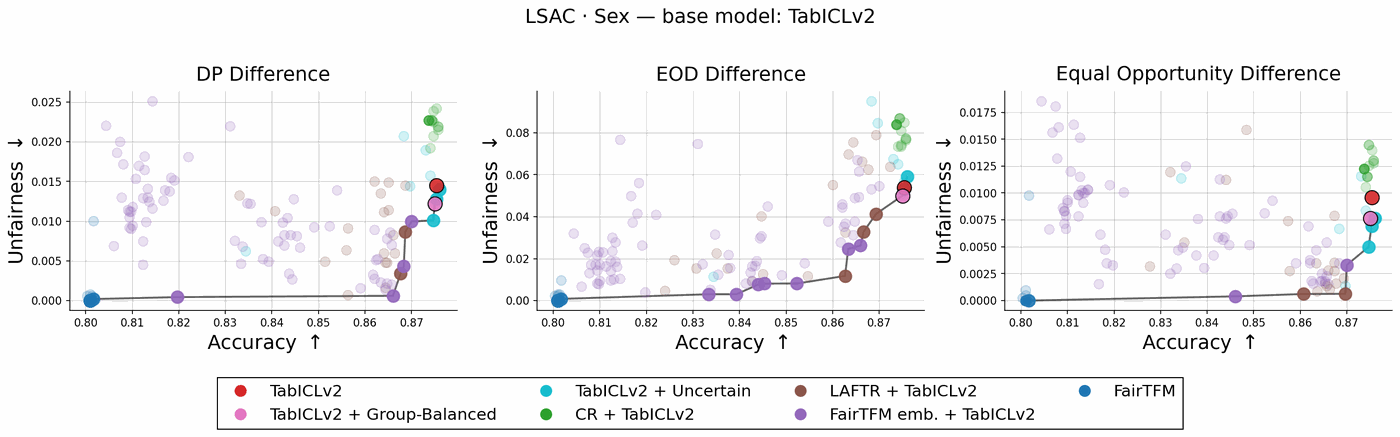 LSAC · Sex — base model: TabICLv2
DP Difference
EOD Difference
Equal Opportunity Difference
Unfairness ↓
0.025
0.020
0.015
0.010
0.005
0.000
0.80 0.81 0.82 0.83 0.84 0.85 0.86 0.87
Accuracy ↑
Unfairness ↓
0.08
0.06
0.04
0.02
0.00
0.80 0.81 0.82 0.83 0.84 0.85 0.86 0.87
Accuracy ↑
Unfairness ↓
0.0175
0.0150
0.0125
0.0100
0.0075
0.0050
0.0025
0.0000
0.80 0.81 0.82 0.83 0.84 0.85 0.86 0.87
Accuracy ↑
TabICLv2
TabICLv2 + Group-Balanced
TabICLv2 + Uncertain
CR + TabICLv2
LAFTR + TabICLv2
FairTFM emb. + TabICLv2
FairTFM